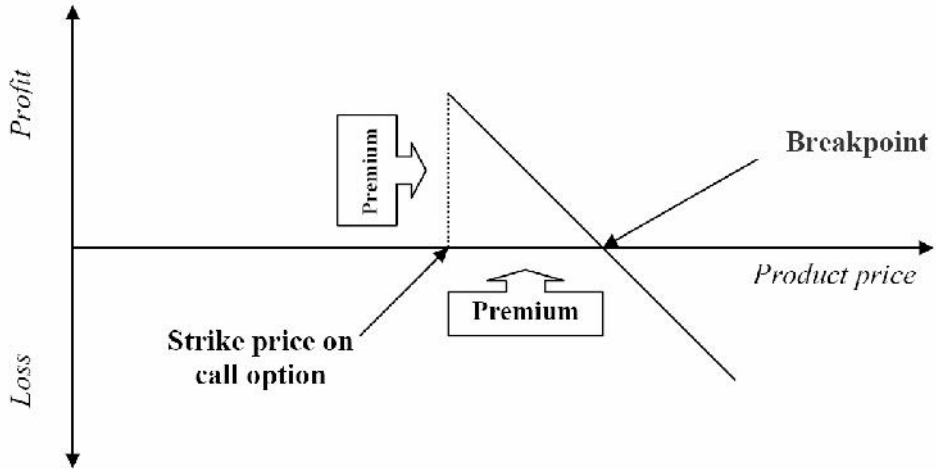 Profit
Premium
Breakpoint
Product price
Premium
Strike price on
call option
Loss